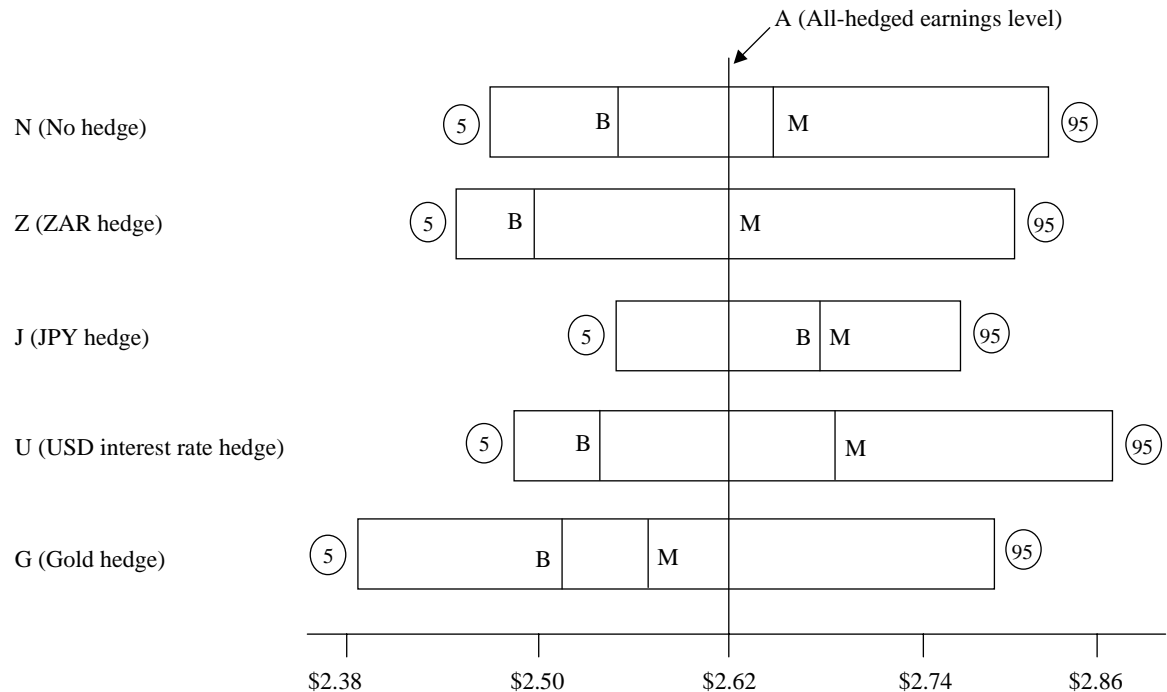 A (All-hedged earnings level)
N (No hedge) 5 B M 95
Z (ZAR hedge) 5 B M 95
J (JPY hedge) 5 B M 95
U (USD interest rate hedge) 5 B M 95
G (Gold hedge) 5 B M 95
$2.38 $2.50 $2.62 $2.74 $2.86